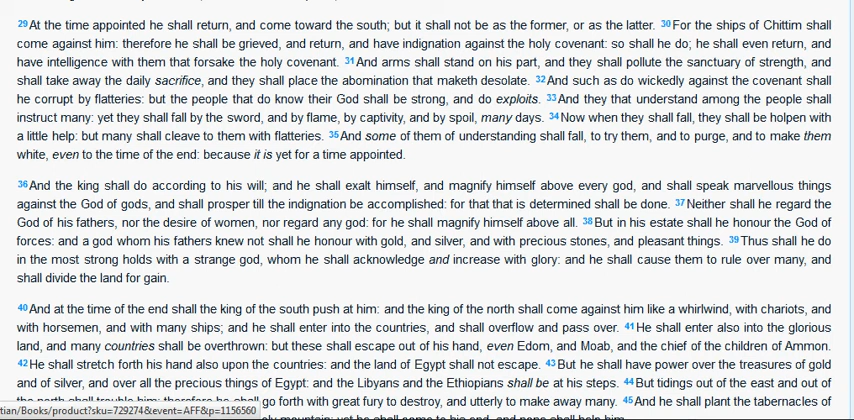 29At the time appointed he shall return, and come toward the south; but it shall not be as the former, or as the latter. 30For the ships of Chittim shall
come against him: therefore he shall be grieved, and return, and have indignation against the holy covenant: so shall he do; he shall even return, and
have intelligence with them that forsake the holy covenant. 31And arms shall stand on his part, and they shall pollute the sanctuary of strength, and
shall take away the daily sacrifice, and they shall place the abomination that maketh desolate. 32And such as do wickedly against the covenant shall
he corrupt by flatteries: but the people that do know their God shall be strong, and do exploits. 33And they that understand among the people shall
instruct many: yet they shall fall by the sword, and by flame, by captivity, and by spoil, many days. 34Now when they shall fall, they shall be holpen with
a little help: but many shall cleave to them with flatteries. 35And some of them of understanding shall fall, to try them, and to purge, and to make them
white, even to the time of the end: because it is yet for a time appointed.
36And the king shall do according to his will; and he shall exalt himself, and magnify himself above every god, and shall speak marvellous things
against the God of gods, and shall prosper till the indignation be accomplished: for that that is determined shall be done. 37Neither shall he regard the
God of his fathers, nor the desire of women, nor regard any god: for he shall magnify himself above all. 38But in his estate shall he honour the God of
forces: and a god whom his fathers knew not shall he honour with gold, and silver, and with precious stones, and pleasant things. 39Thus shall he do
in the most strong holds with a strange god, whom he shall acknowledge and increase with glory: and he shall cause them to rule over many, and
shall divide the land for gain.
40And at the time of the end shall the king of the south push at him: and the king of the north shall come against him like a whirlwind, with chariots, and
with horsemen, and with many ships; and he shall enter into the countries, and shall overflow and pass over. 41He shall enter also into the glorious
land, and many countries shall be overthrown: but these shall escape out of his hand, even Edom, and Moab, and the chief of the children of Ammon.
42He shall stretch forth his hand also upon the countries: and the land of Egypt shall not escape. 43But he shall have power over the treasures of gold
and of silver, and over all the precious things of Egypt: and the Libyans and the Ethiopians shall be at his steps. 44But tidings out of the east and out of
the north shall trouble him: therefore he shall go forth with great fury to destroy, and utterly to make away many. 45And he shall plant the tabernacles of
tian/Books/product?sku=729274&event=AFF&p=1156560
mountain; yet he shall come to his end, and none shall help him.